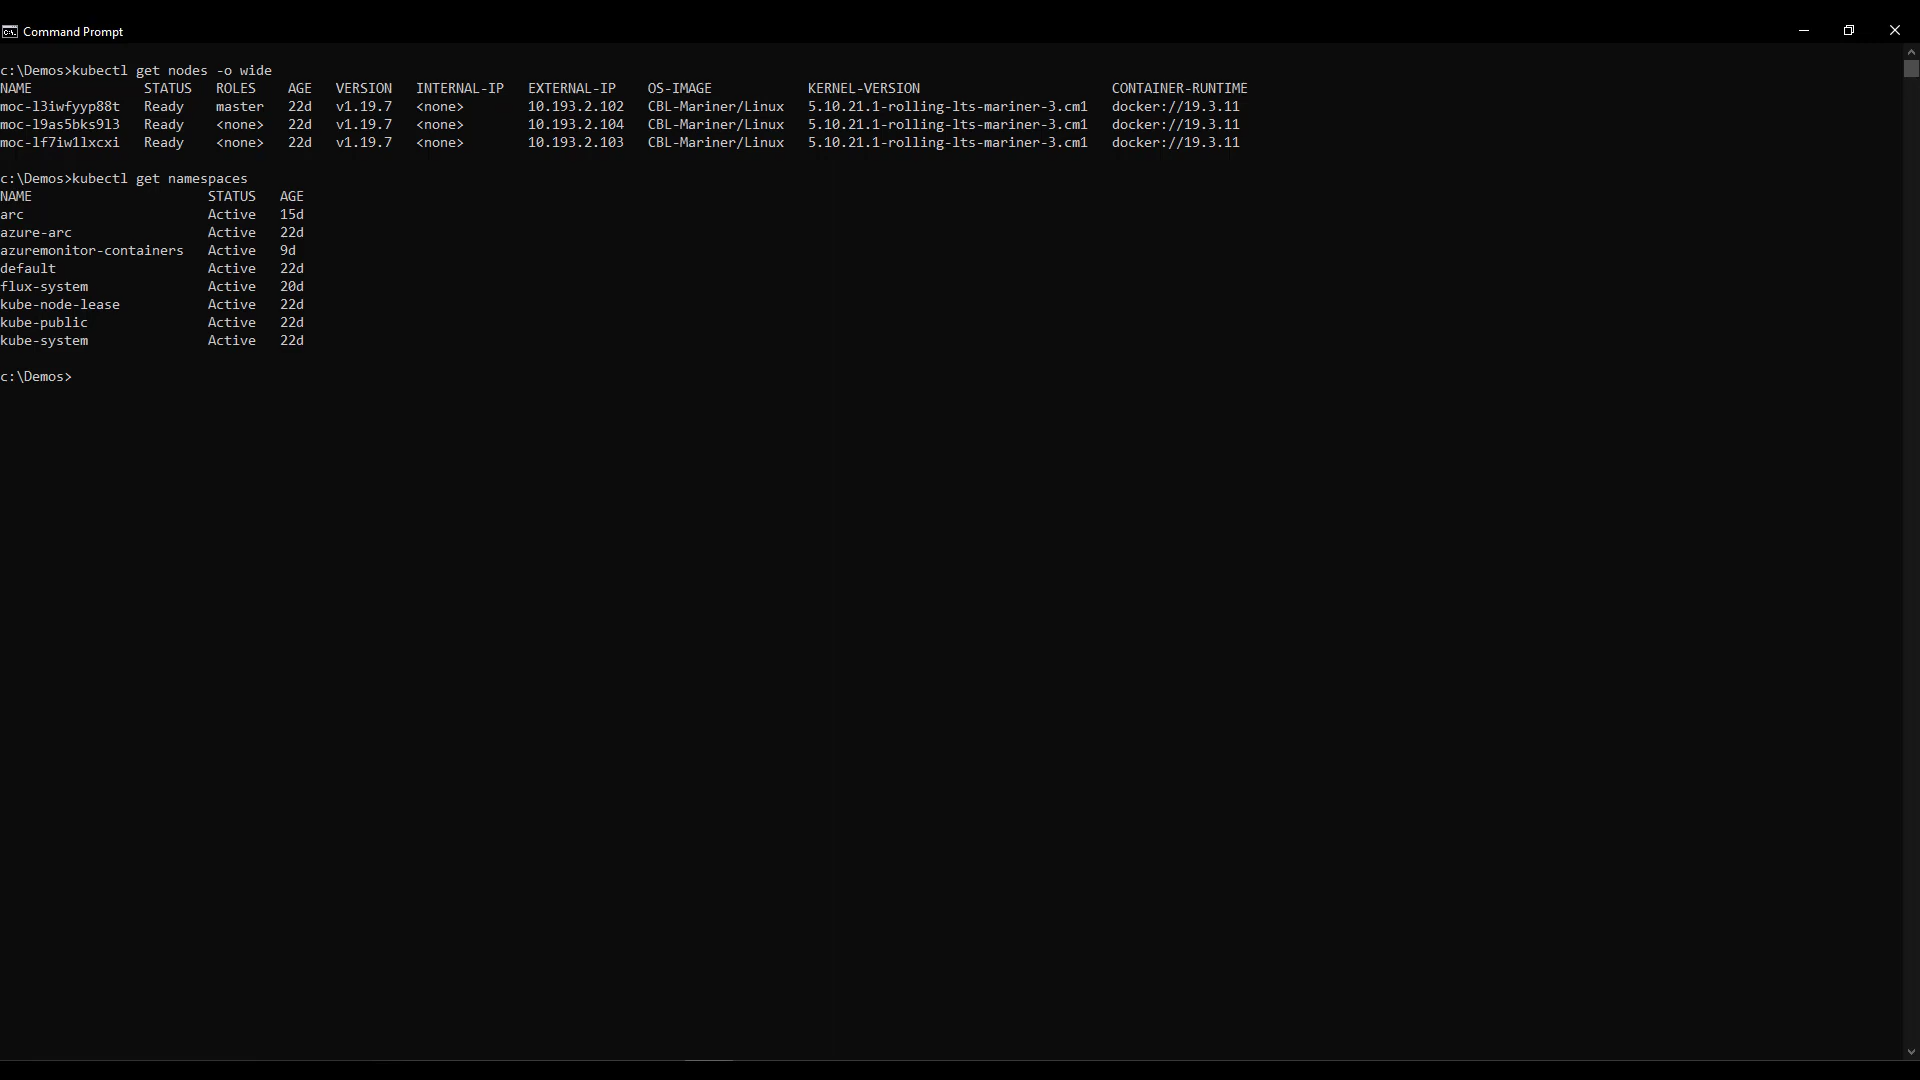 Command Prompt
c:\Demos>kubectl get nodes -o wide
NAME STATUS ROLES AGE VERSION INTERNAL-IP EXTERNAL-IP OS-IMAGE KERNEL-VERSION CONTAINER-RUNTIME
moc-l3iwfyyp88t Ready master 22d v1.19.7 <none> 10.193.2.102 CBL-Mariner/Linux 5.10.21.1-rolling-lts-mariner-3.cm1 docker://19.3.11
moc-l9as5bks9l3 Ready <none> 22d v1.19.7 <none> 10.193.2.104 CBL-Mariner/Linux 5.10.21.1-rolling-lts-mariner-3.cm1 docker://19.3.11
moc-lf7iw1lxcxi Ready <none> 22d v1.19.7 <none> 10.193.2.103 CBL-Mariner/Linux 5.10.21.1-rolling-lts-mariner-3.cm1 docker://19.3.11
c:\Demos>kubectl get namespaces
NAME STATUS AGE
arc Active 15d
azure-arc Active 22d
azuremonitor-containers Active 9d
default Active 22d
flux-system Active 20d
kube-node-lease Active 22d
kube-public Active 22d
kube-system Active 22d
c:\Demos>